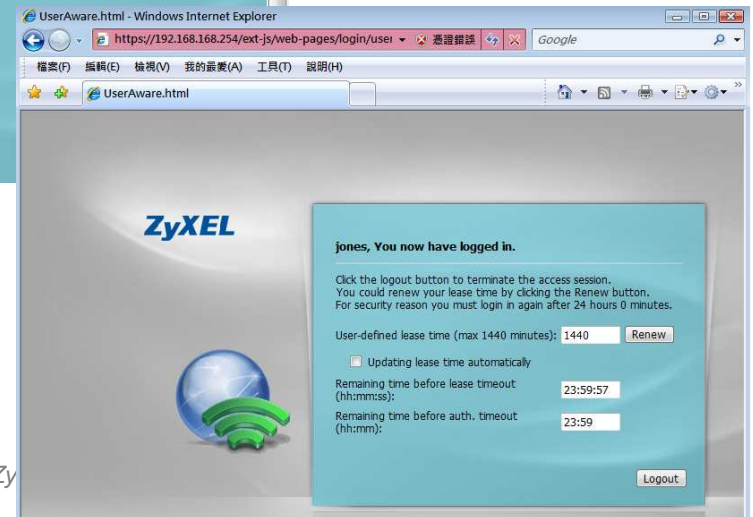 UserAware.html - Windows Internet Explorer
https://192.168.168.254/ext-js/web-pages/login/user
憑證錯誤
Google
檔案(F) 編輯(E) 檢視(V) 我的最愛(A) 工具(T) 說明(H)
UserAware.html
ZyXEL
jones, You now have logged in.
Click the logout button to terminate the access session.
You could renew your lease time by clicking the Renew button.
For security reason you must login in again after 24 hours 0 minutes.
User-defined lease time (max 1440 minutes): 1440 Renew
Updating lease time automatically
Remaining time before lease timeout
(hh:mm:ss): 23:59:57
Remaining time before auth. timeout
(hh:mm): 23:59
Zy
Logout